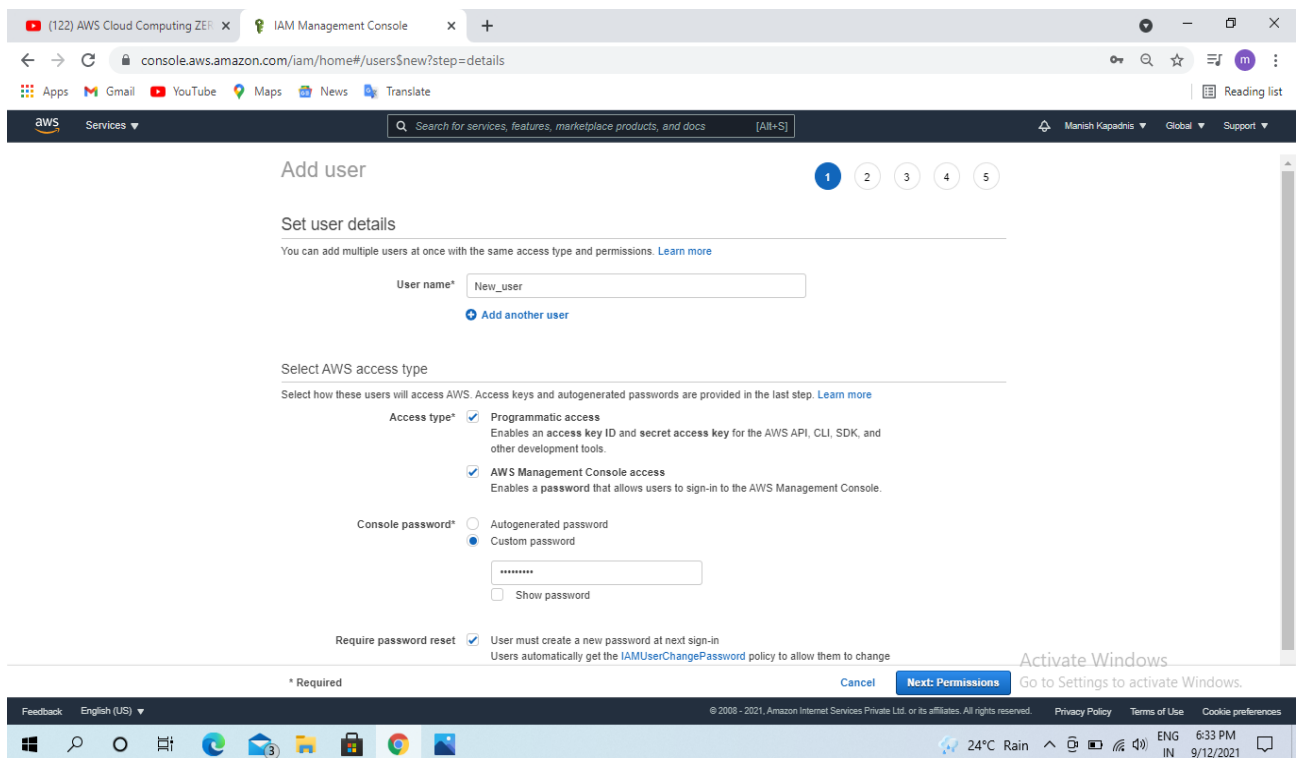 (122) AWS Cloud Computing ZER
IAM Management Console
console.aws.amazon.com/iam/home#/users$new?step=details
m
Apps Gmail YouTube Maps News Translate Reading list
aws Services Search for services, features, marketplace products, and docs [Alt+S] Manish Kapadnis Global Support
Add user 1 2 3 4 5
Set user details
You can add multiple users at once with the same access type and permissions. Learn more
User name* New_user
Add another user
Select AWS access type
Select how these users will access AWS. Access keys and autogenerated passwords are provided in the last step. Learn more
Access type* Programmatic access
Enables an access key ID and secret access key for the AWS API, CLI, SDK, and
other development tools.
AWS Management Console access
Enables a password that allows users to sign-in to the AWS Management Console.
Console password* Autogenerated password
Custom password
•••••••••
Show password
Require password reset User must create a new password at next sign-in
Users automatically get the IAMUserChangePassword policy to allow them to change
Activate Windows
Go to Settings to activate Windows.
* Required Cancel Next: Permissions
Feedback English (US) © 2008 - 2021, Amazon Internet Services Private Ltd. or its affiliates. All rights reserved. Privacy Policy Terms of Use Cookie preferences
3 24°C Rain ENG 6:33 PM
IN 9/12/2021